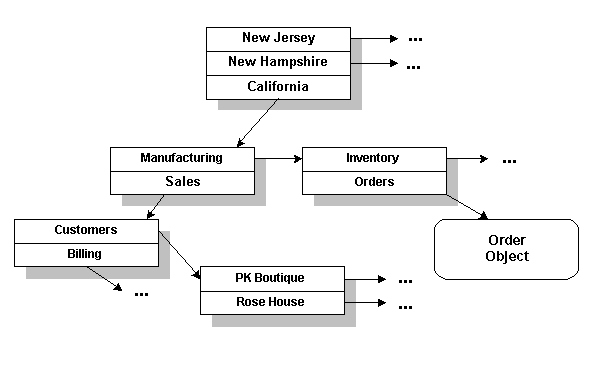 New Jersey
...
New Hampshire
...
California
Manufacturing
Sales
Inventory
...
Orders
Customers
Billing
...
Order
Object
PK Boutique
...
Rose House
...